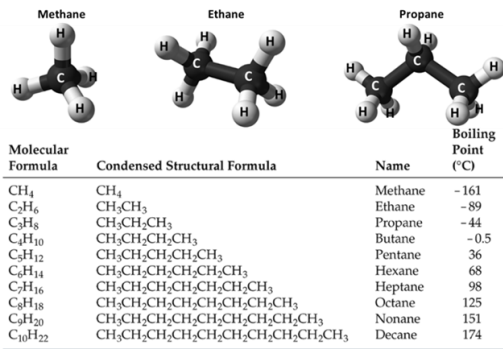 Methane Ethane Propane
H H H H H H
H C H C C H C H
H H H H H C C H
H H H H H
Boiling
Molecular Point
Formula Condensed Structural Formula Name (°C)
CH₄ CH₄ Methane -161
C₂H₆ CH₃CH₃ Ethane -89
C₃H₈ CH₃CH₂CH₃ Propane -44
C₄H₁₀ CH₃CH₂CH₂CH₃ Butane -0.5
C₅H₁₂ CH₃CH₂CH₂CH₂CH₃ Pentane 36
C₆H₁₄ CH₃CH₂CH₂CH₂CH₂CH₃ Hexane 68
C₇H₁₆ CH₃CH₂CH₂CH₂CH₂CH₂CH₃ Heptane 98
C₈H₁₈ CH₃CH₂CH₂CH₂CH₂CH₂CH₂CH₃ Octane 125
C₉H₂₀ CH₃CH₂CH₂CH₂CH₂CH₂CH₂CH₂CH₃ Nonane 151
C₁₀H₂₂ CH₃CH₂CH₂CH₂CH₂CH₂CH₂CH₂CH₂CH₃ Decane 174